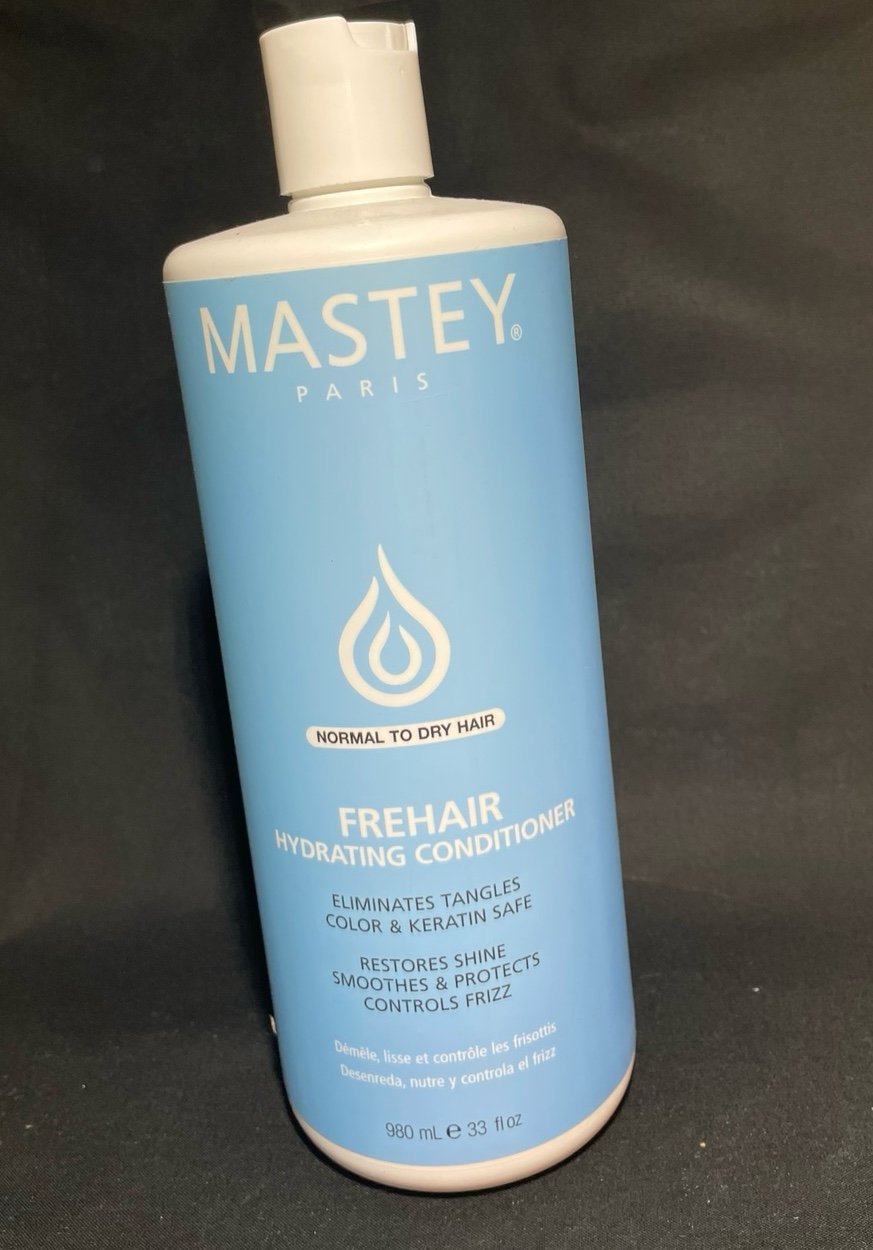 MASTEY®
PARIS
NORMAL TO DRY HAIR
FREHAIR
HYDRATING CONDITIONER
ELIMINATES TANGLES
COLOR & KERATIN SAFE
RESTORES SHINE
SMOOTHES & PROTECTS
CONTROLS FRIZZ
Démêle, lisse et contrôle les frisottis
Desenreda, nutre y controla el frizz
980 mL ℮ 33 fl oz